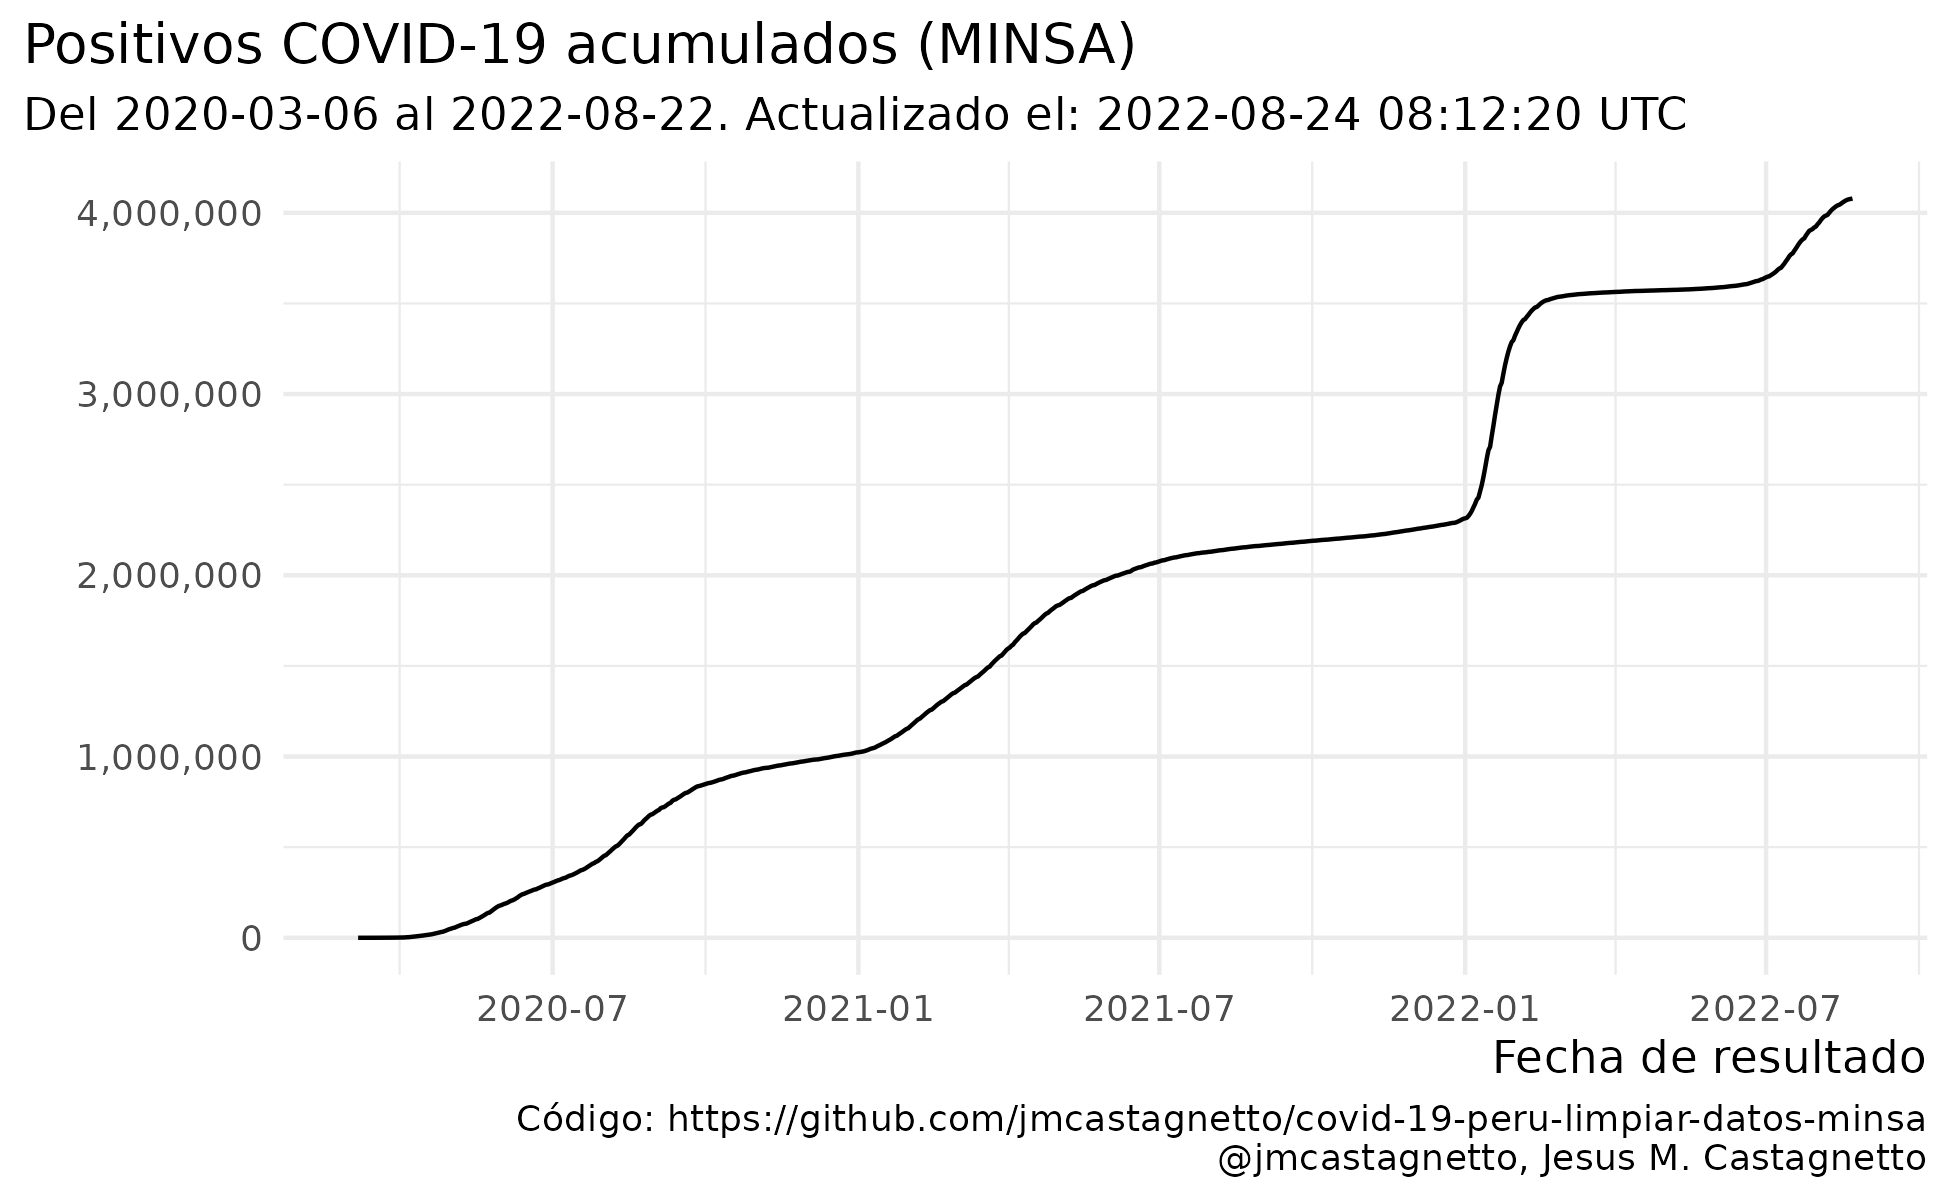 Positivos COVID-19 acumulados (MINSA)
Del 2020-03-06 al 2022-08-22. Actualizado el: 2022-08-24 08:12:20 UTC
4,000,000
3,000,000
2,000,000
1,000,000
0
2020-07 2021-01 2021-07 2022-01 2022-07
Fecha de resultado
Código: https://github.com/jmcastagnetto/covid-19-peru-limpiar-datos-minsa
@jmcastagnetto, Jesus M. Castagnetto